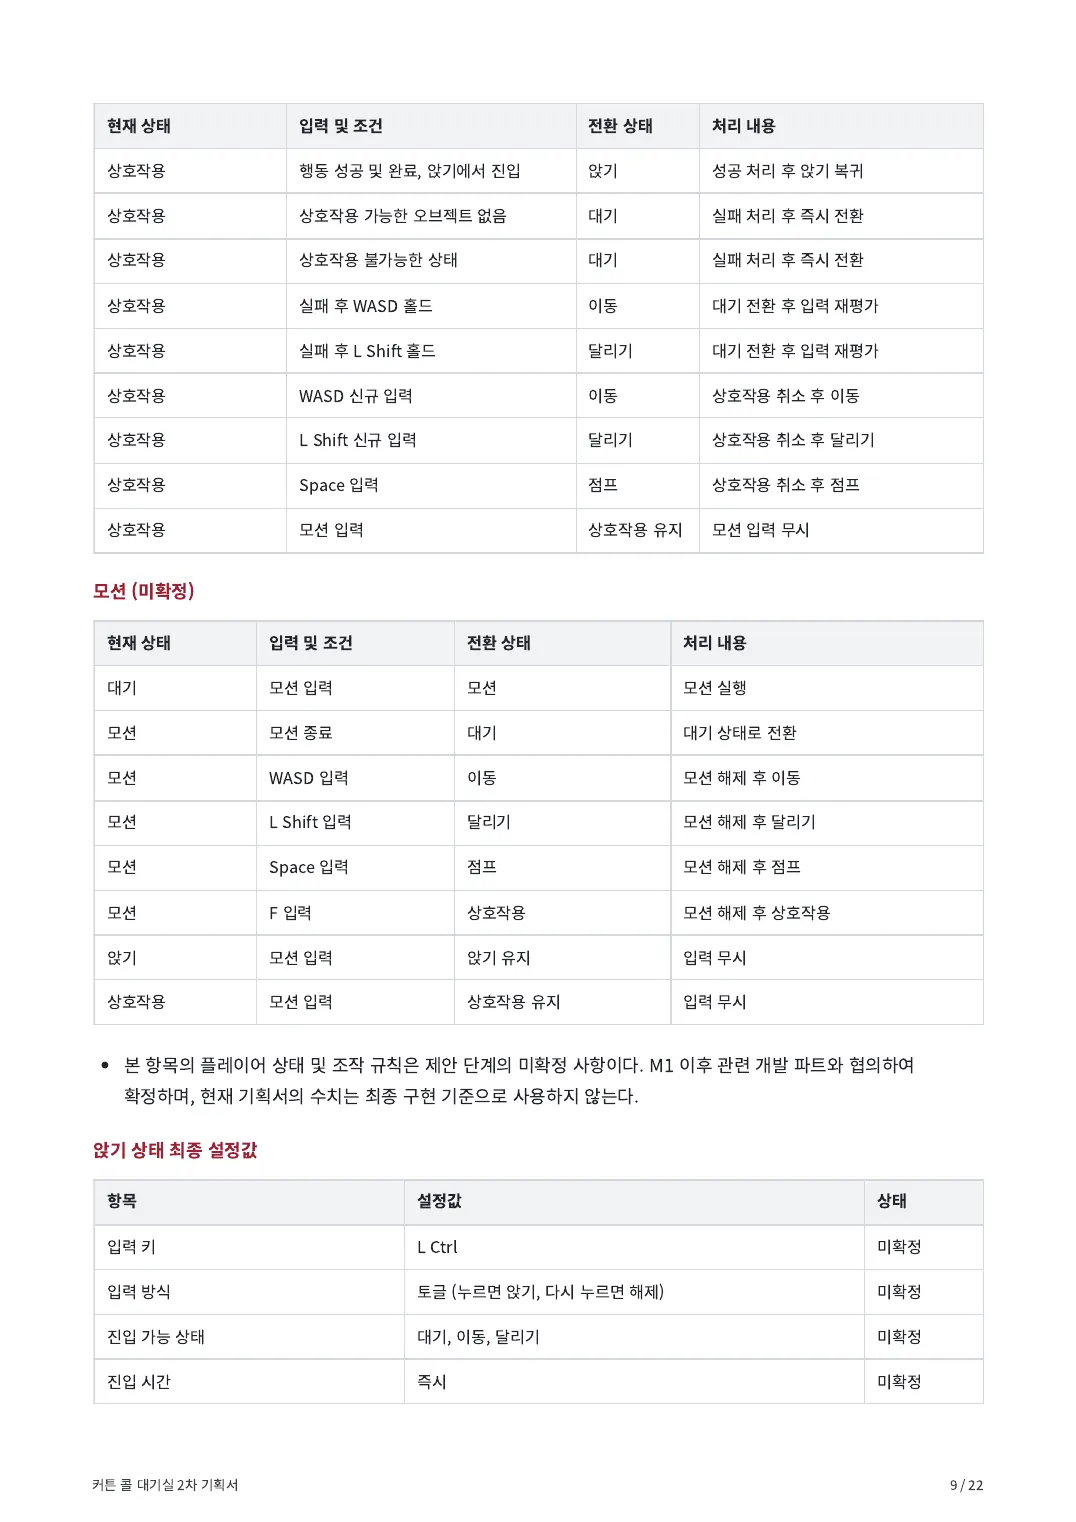 현재 상태 입력 및 조건 전환 상태 처리 내용
상호작용 행동 성공 및 완료, 앉기에서 진입 앉기 성공 처리 후 앉기 복귀
상호작용 상호작용 가능한 오브젝트 없음 대기 실패 처리 후 즉시 전환
상호작용 상호작용 불가능한 상태 대기 실패 처리 후 즉시 전환
상호작용 실패 후 WASD 홀드 이동 대기 전환 후 입력 재평가
상호작용 실패 후 L Shift 홀드 달리기 대기 전환 후 입력 재평가
상호작용 WASD 신규 입력 이동 상호작용 취소 후 이동
상호작용 L Shift 신규 입력 달리기 상호작용 취소 후 달리기
상호작용 Space 입력 점프 상호작용 취소 후 점프
상호작용 모션 입력 상호작용 유지 모션 입력 무시
모션 (미확정)
현재 상태 입력 및 조건 전환 상태 처리 내용
대기 모션 입력 모션 모션 실행
모션 모션 종료 대기 대기 상태로 전환
모션 WASD 입력 이동 모션 해제 후 이동
모션 L Shift 입력 달리기 모션 해제 후 달리기
모션 Space 입력 점프 모션 해제 후 점프
모션 F 입력 상호작용 모션 해제 후 상호작용
앉기 모션 입력 앉기 유지 입력 무시
상호작용 모션 입력 상호작용 유지 입력 무시
• 본 항목의 플레이어 상태 및 조작 규칙은 제안 단계의 미확정 사항이다. M1 이후 관련 개발 파트와 협의하여
확정하며, 현재 기획서의 수치는 최종 구현 기준으로 사용하지 않는다.
앉기 상태 최종 설정값
항목 설정값 상태
입력 키 L Ctrl 미확정
입력 방식 토글 (누르면 앉기, 다시 누르면 해제) 미확정
진입 가능 상태 대기, 이동, 달리기 미확정
진입 시간 즉시 미확정
커튼 콜 대기실 2차 기획서 9 / 22